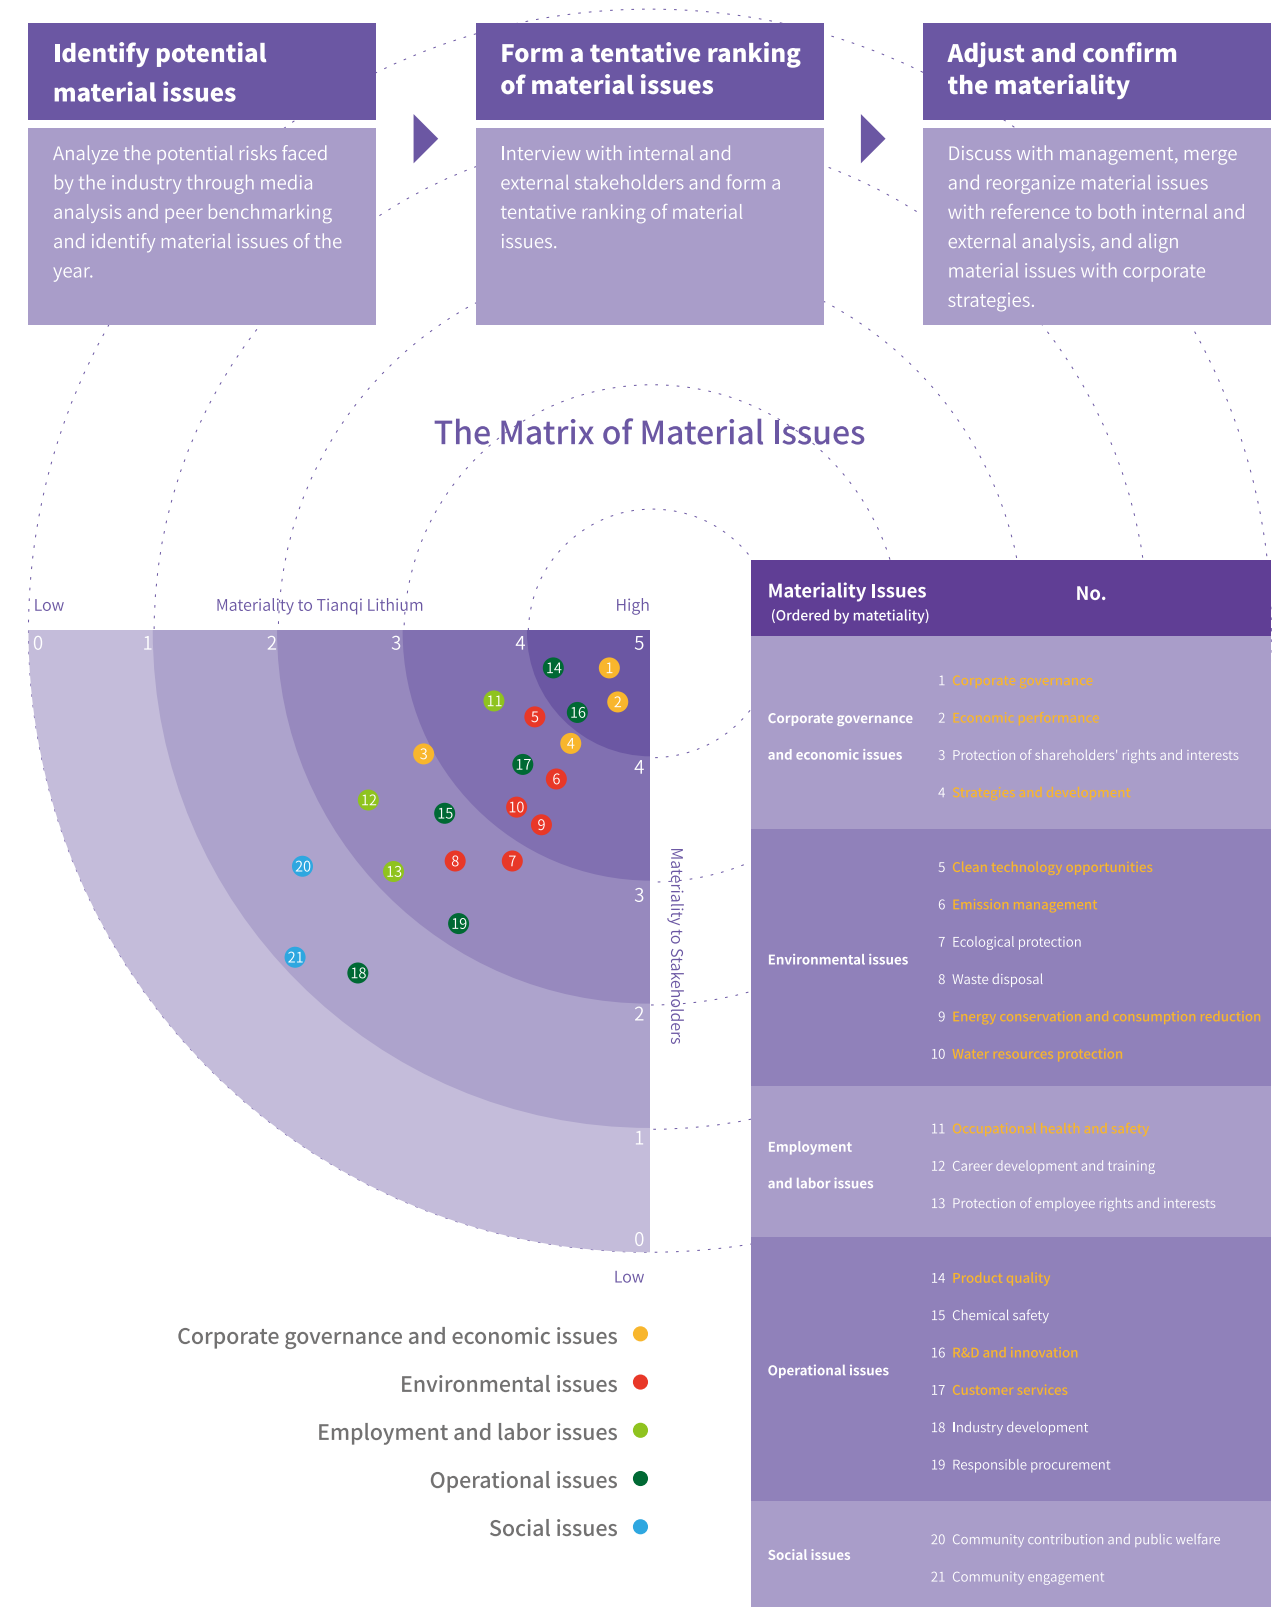 Identify potential
material issues
Analyze the potential risks faced
by the industry through media
analysis and peer benchmarking
and identify material issues of the
year.
Form a tentative ranking
of material issues
Interview with internal and
external stakeholders and form a
tentative ranking of material
issues.
Adjust and confirm
the materiality
Discuss with management, merge
and reorganize material issues
with reference to both internal and
external analysis, and align
material issues with corporate
strategies.
The Matrix of Material Issues
Low
Materiality to Tianqi Lithium
High
0
1
2
3
4
5
14
1
11
2
5
16
4
3
17
6
12
10
15
9
8
7
20
13
19
21
18
4
3
2
1
0
Materiality to Stakeholders
Low
Corporate governance and economic issues
Environmental issues
Employment and labor issues
Operational issues
Social issues
Materiality Issues
(Ordered by matetiality)
No.
Corporate governance
and economic issues
1 Corporate governance
2 Economic performance
3 Protection of shareholders' rights and interests
4 Strategies and development
Environmental issues
5 Clean technology opportunities
6 Emission management
7 Ecological protection
8 Waste disposal
9 Energy conservation and consumption reduction
10 Water resources protection
Employment
and labor issues
11 Occupational health and safety
12 Career development and training
13 Protection of employee rights and interests
Operational issues
14 Product quality
15 Chemical safety
16 R&D and innovation
17 Customer services
18 Industry development
19 Responsible procurement
Social issues
20 Community contribution and public welfare
21 Community engagement